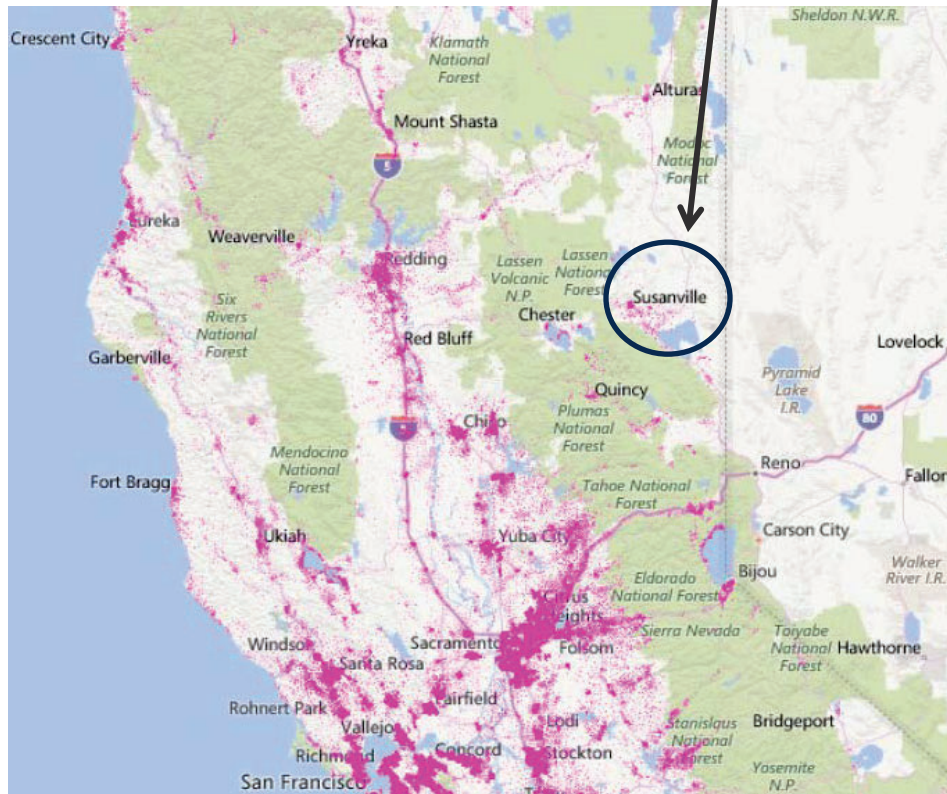 Sheldon N.W.R.
Crescent City
Yreka
Klamath
National
Forest
Alturas
Mount Shasta
5
Modoc
National
Forest
Eureka
Weaverville
Redding
Lassen
Volcanic
N.P.
Lassen
National
Forest
Susanville
Six
Rivers
National
Forest
Chester
Garberville
Red Bluff
Lovelock
Pyramid
Lake
I.R.
Quincy
80
Plumas
National
Forest
5
Chico
Mendocino
National
Forest
Reno
Fort Bragg
Tahoe National
Forest
Fallon
Ukiah
Yuba City
Carson City
Walker
River I.R.
Bijou
Eldorado
National Forest
Citrus
Heights
Windsor
Sacramento
Folsom
Sierra Nevada
Toiyabe
National
Forest
Hawthorne
Santa Rosa
Rohnert Park
Fairfield
Vallejo
Lodi
Stanislaus
National
Forest
Bridgeport
Richmond
Concord
Stockton
San Francisco
Yosemite
N.P.